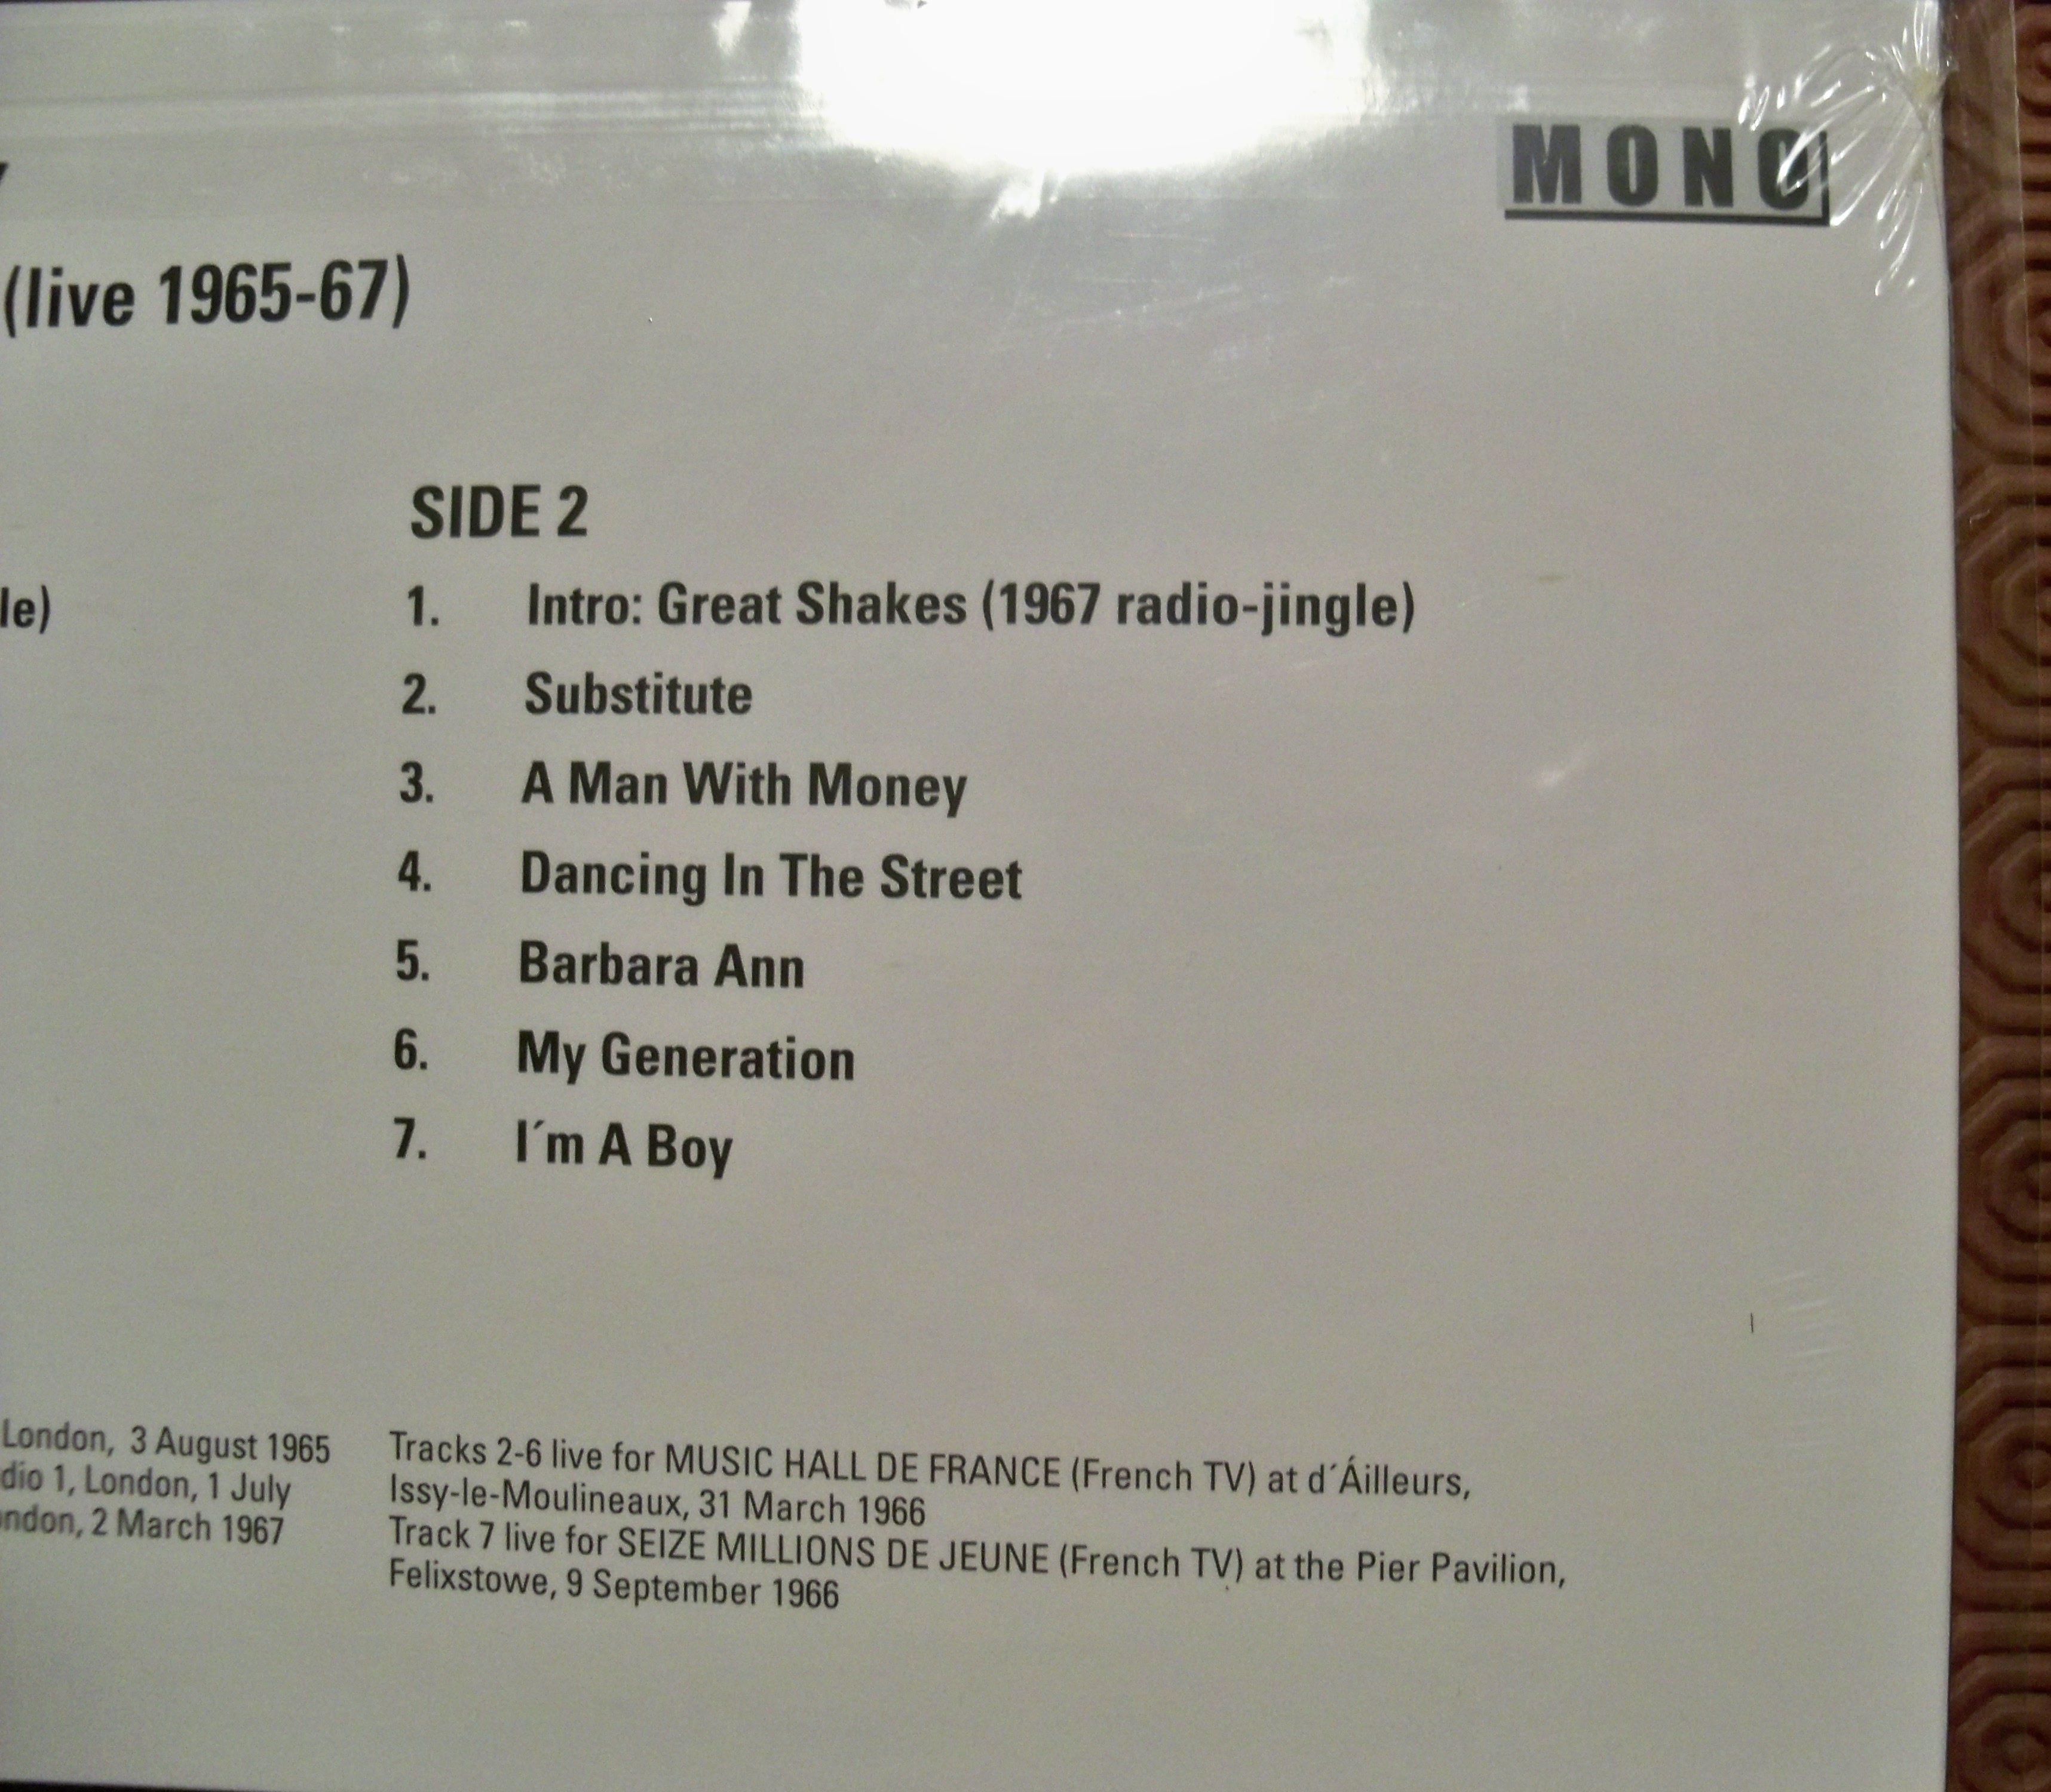 MONO
(live 1965-67)
SIDE 2
le)
1. Intro: Great Shakes (1967 radio-jingle)
2. Substitute
3. A Man With Money
4. Dancing In The Street
5. Barbara Ann
6. My Generation
7. I´m A Boy
London, 3 August 1965
dio 1, London, 1 July
ndon, 2 March 1967
Tracks 2-6 live for MUSIC HALL DE FRANCE (French TV) at d´Áilleurs,
Issy-le-Moulineaux, 31 March 1966
Track 7 live for SEIZE MILLIONS DE JEUNE (French TV) at the Pier Pavilion,
Felixstowe, 9 September 1966